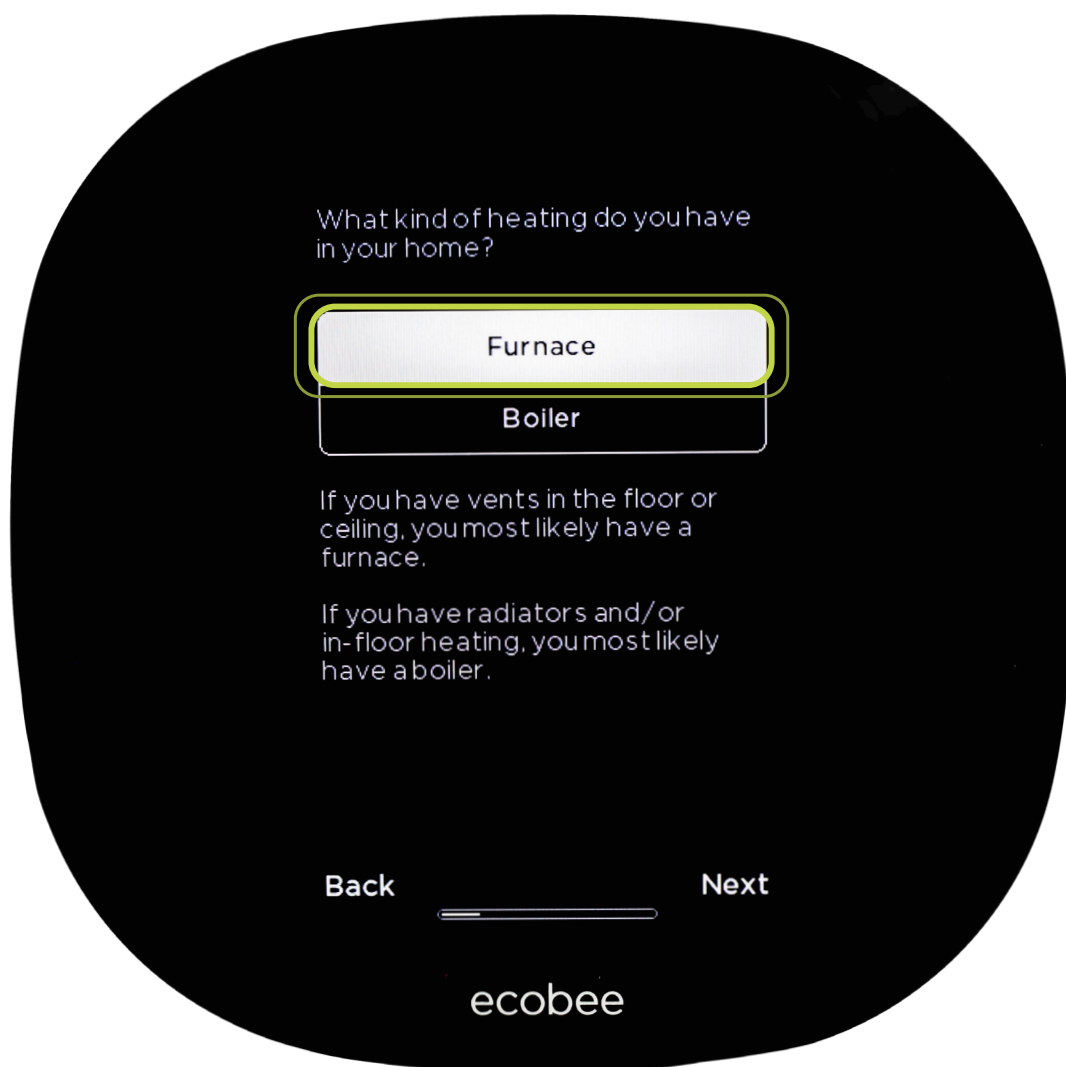 What kind of heating do you have
in your home?
Furnace
Boiler
If you have vents in the floor or
ceiling, you most likely have a
furnace.
If you have radiators and/or
in-floor heating, you most likely
have a boiler.
Back
Next
ecobee